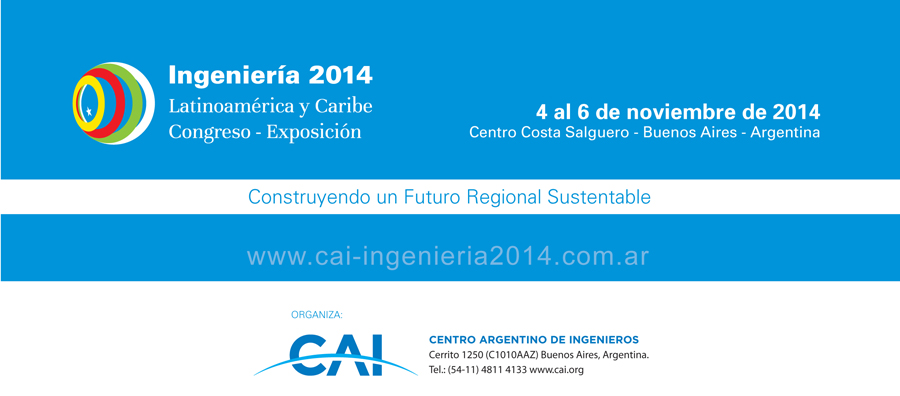 Ingeniería 2014
Latinoamérica y Caribe
Congreso - Exposición
4 al 6 de noviembre de 2014
Centro Costa Salguero - Buenos Aires - Argentina
Construyendo un Futuro Regional Sustentable
www.cai-ingenieria2014.com.ar
ORGANIZA:
CAI
CENTRO ARGENTINO DE INGENIEROS
Cerrito 1250 (C1010AAZ) Buenos Aires, Argentina.
Tel.: (54-11) 4811 4133 www.cai.org